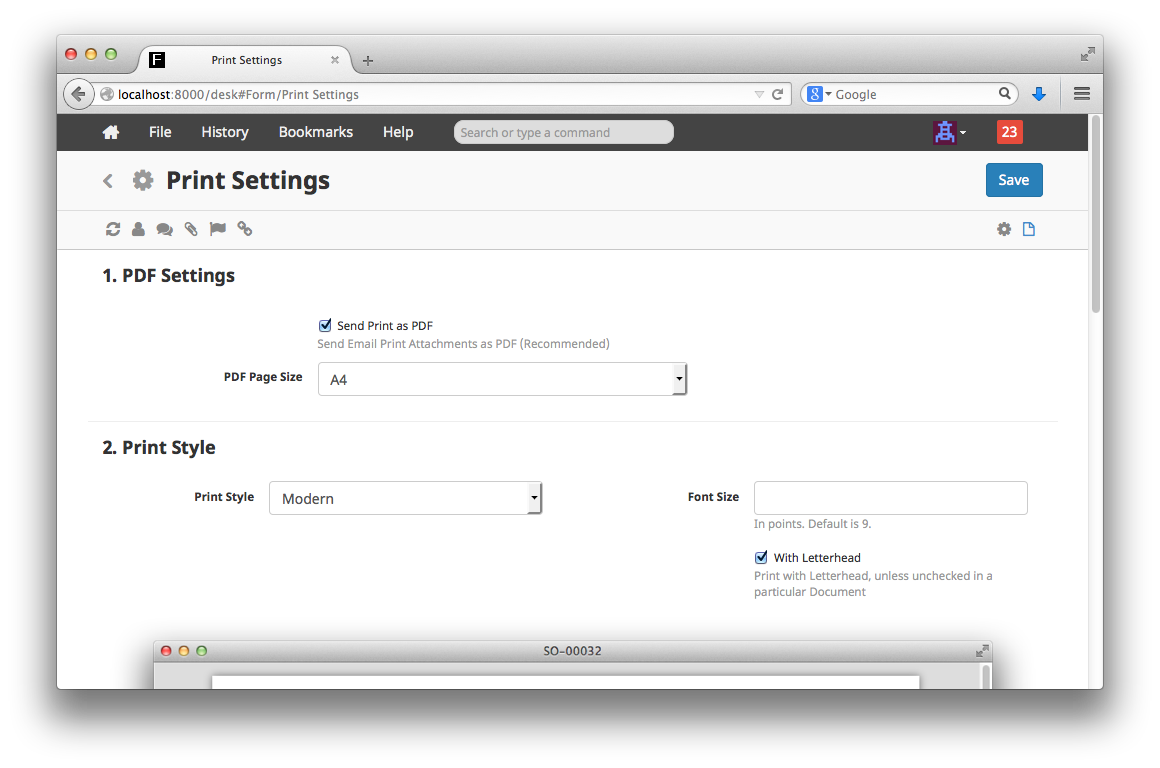 F Print Settings
localhost:8000/desk#Form/Print Settings 8 Google
File History Bookmarks Help Search or type a command 23
Print Settings Save
1. PDF Settings
Send Print as PDF
Send Email Print Attachments as PDF (Recommended)
PDF Page Size A4
2. Print Style
Print Style Modern Font Size
In points. Default is 9.
With Letterhead
Print with Letterhead, unless unchecked in a
particular Document
SO-00032